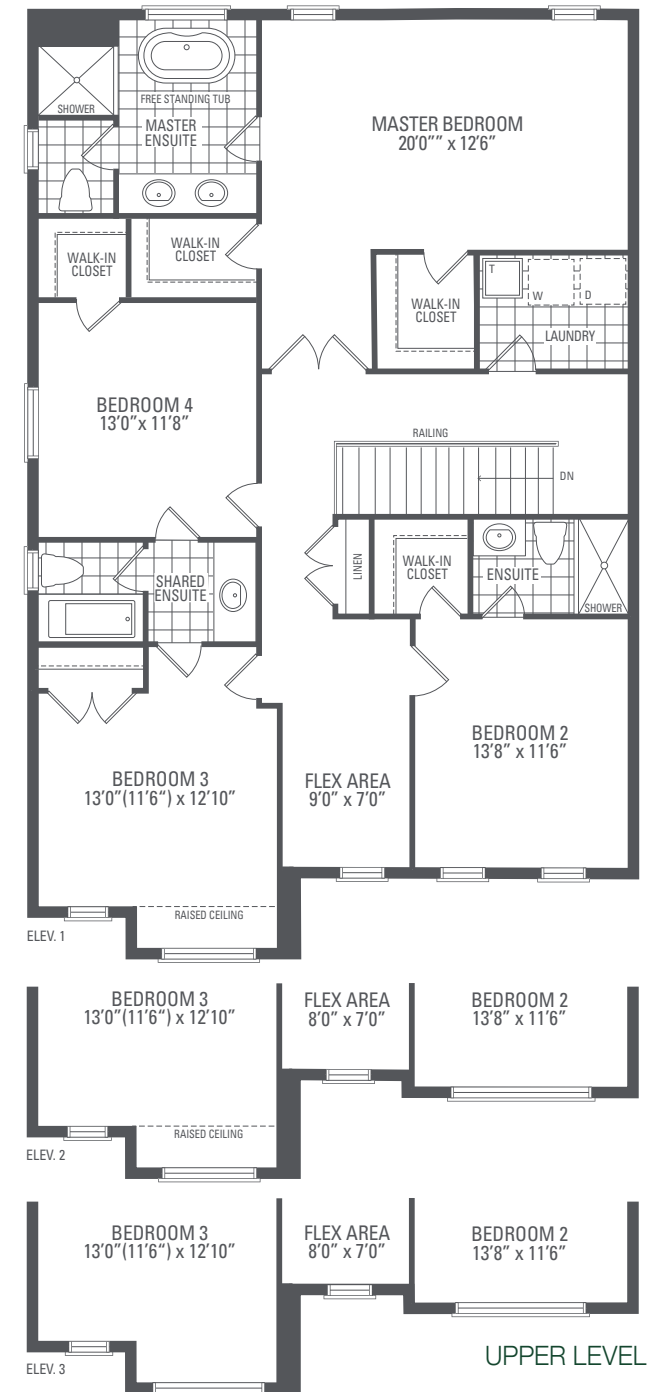 SHOWER
FREE STANDING TUB
MASTER
ENSUITE
MASTER BEDROOM
20'0"" x 12'6"
WALK-IN
CLOSET
WALK-IN
CLOSET
WALK-IN
CLOSET
T
W
D
LAUNDRY
BEDROOM 4
13'0"x 11'8"
RAILING
DN
SHARED
ENSUITE
LINEN
WALK-IN
CLOSET
ENSUITE
SHOWER
BEDROOM 3
13'0"(11'6") x 12'10"
FLEX AREA
9'0" x 7'0"
BEDROOM 2
13'8" x 11'6"
RAISED CEILING
ELEV. 1
BEDROOM 3
13'0"(11'6") x 12'10"
FLEX AREA
8'0" x 7'0"
BEDROOM 2
13'8" x 11'6"
RAISED CEILING
ELEV. 2
BEDROOM 3
13'0"(11'6") x 12'10"
FLEX AREA
8'0" x 7'0"
BEDROOM 2
13'8" x 11'6"
ELEV. 3
UPPER LEVEL